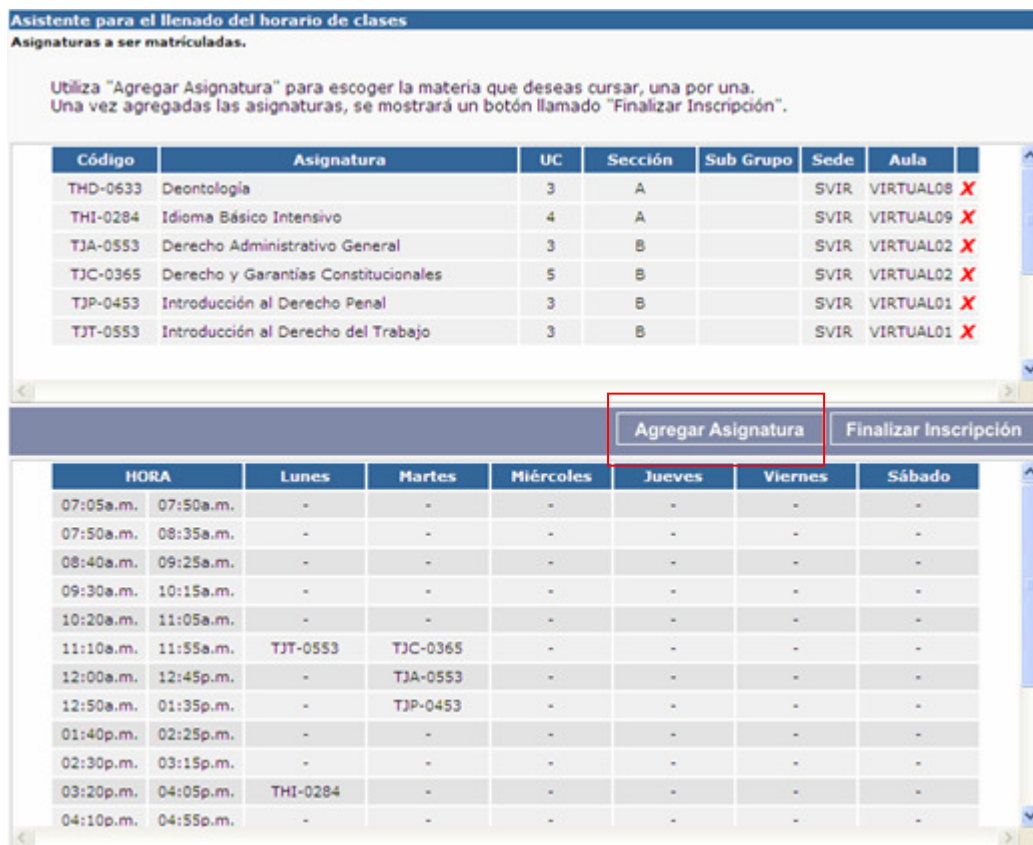 Asistente para el llenado del horario de clases
Asignaturas a ser matrículadas.
Utiliza "Agregar Asignatura" para escoger la materia que deseas cursar, una por una.
Una vez agregadas las asignaturas, se mostrará un botón llamado "Finalizar Inscripción".
Código Asignatura UC Sección Sub Grupo Sede Aula
THD-0633 Deontología 3 A SVIR VIRTUAL08 X
THI-0284 Idioma Básico Intensivo 4 A SVIR VIRTUAL09 X
TJA-0553 Derecho Administrativo General 3 B SVIR VIRTUAL02 X
TJC-0365 Derecho y Garantías Constitucionales 5 B SVIR VIRTUAL02 X
TJP-0453 Introducción al Derecho Penal 3 B SVIR VIRTUAL01 X
TJT-0553 Introducción al Derecho del Trabajo 3 B SVIR VIRTUAL01 X
Agregar Asignatura Finalizar Inscripción
HORA Lunes Martes Miércoles Jueves Viernes Sábado
07:05a.m. 07:50a.m. - - - - - -
07:50a.m. 08:35a.m. - - - - - -
08:40a.m. 09:25a.m. - - - - - -
09:30a.m. 10:15a.m. - - - - - -
10:20a.m. 11:05a.m. - - - - - -
11:10a.m. 11:55a.m. TJT-0553 TJC-0365 - - - -
12:00a.m. 12:45p.m. - TJA-0553 - - - -
12:50a.m. 01:35p.m. - TJP-0453 - - - -
01:40p.m. 02:25p.m. - - - - - -
02:30p.m. 03:15p.m. - - - - - -
03:20p.m. 04:05p.m. THI-0284 - - - - -
04:10p.m. 04:55p.m. - - - - - -